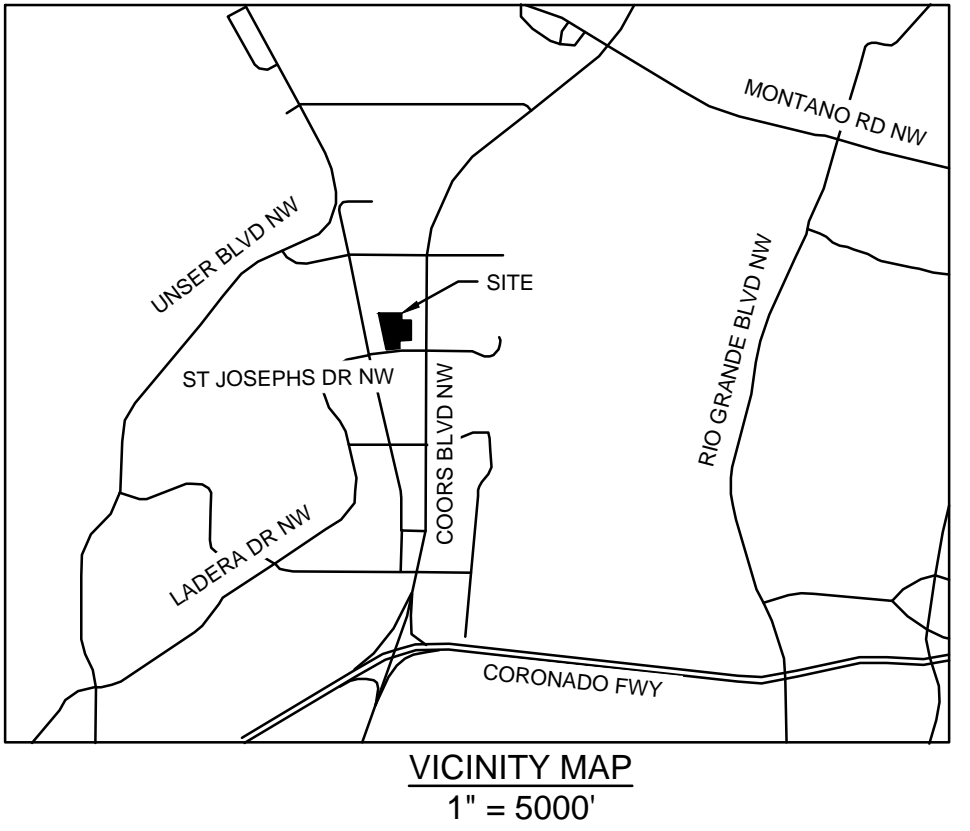 MONTANO RD NW
UNSER BLVD NW
SITE
RIO GRANDE BLVD NW
ST JOSEPHS DR NW
COORS BLVD NW
LADERA DR NW
CORONADO FWY
VICINITY MAP
1" = 5000'